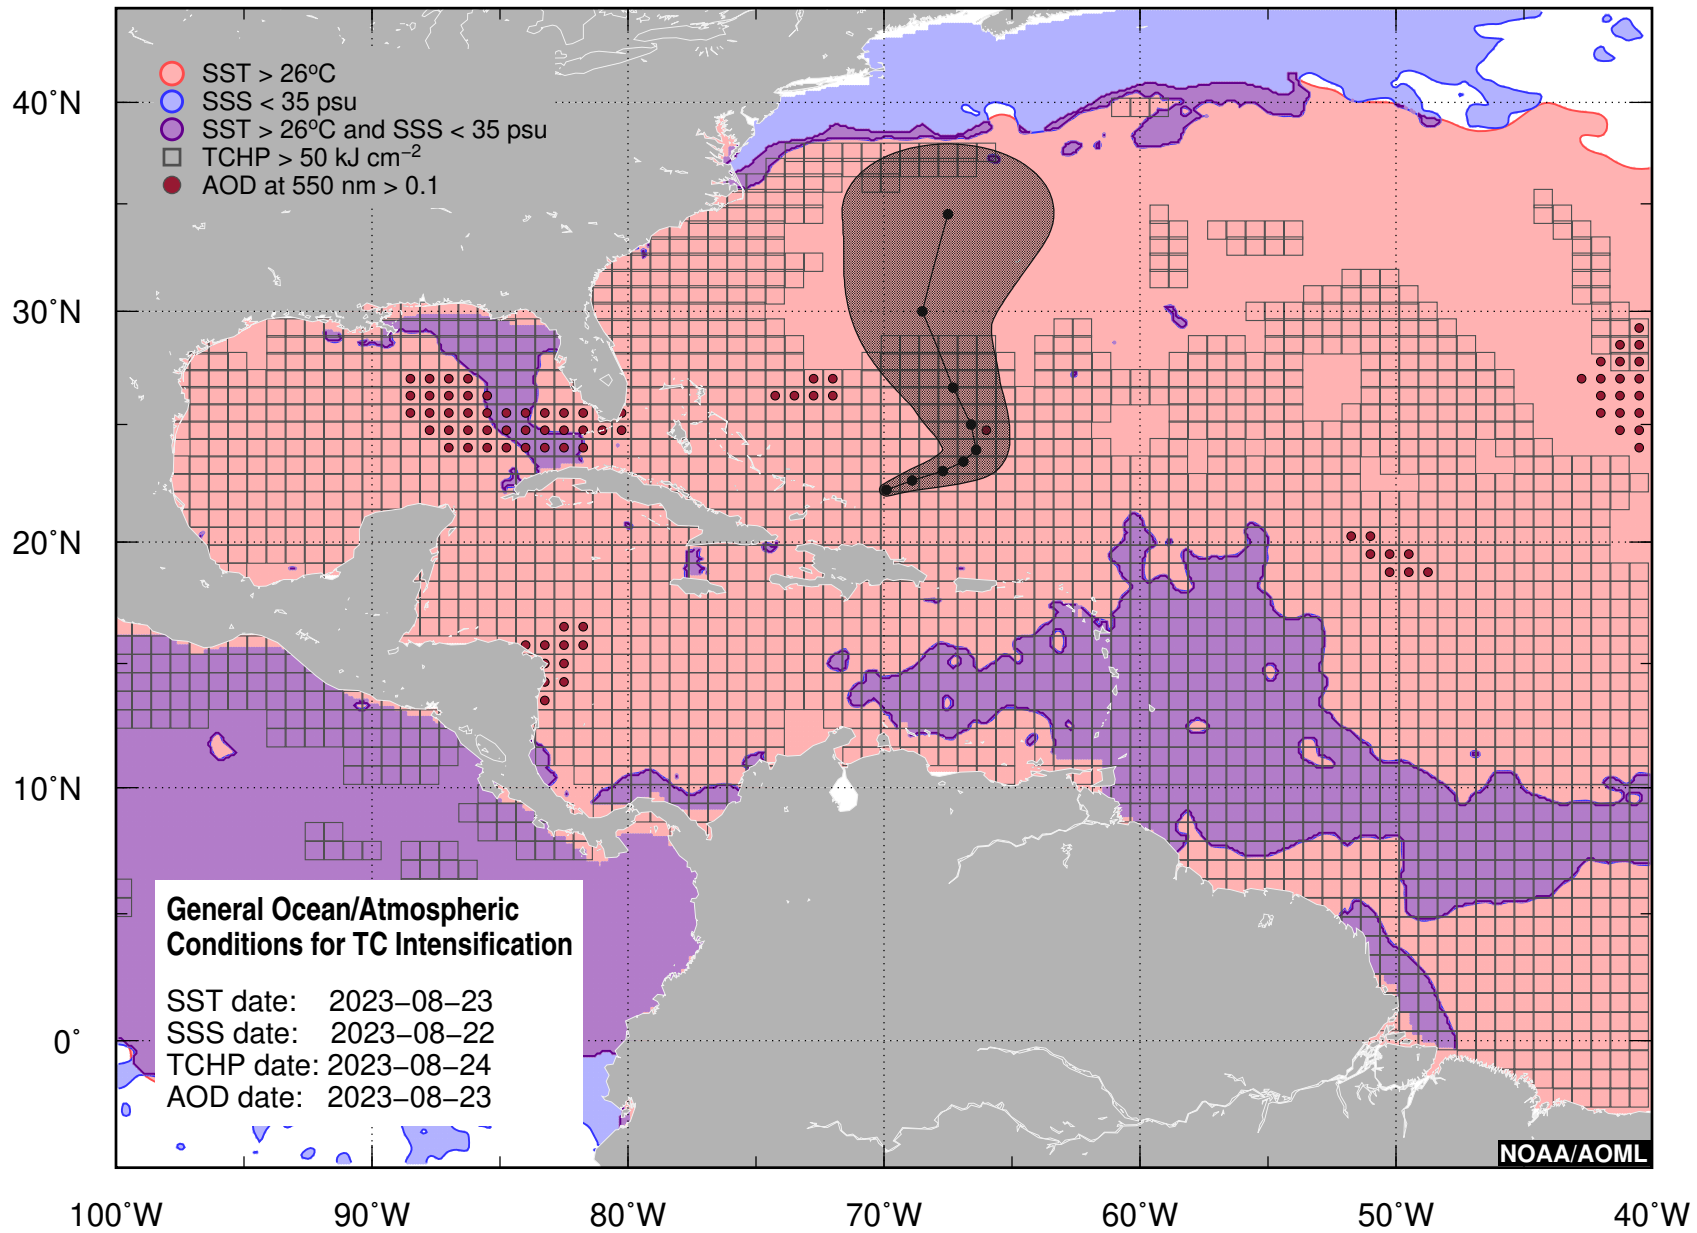 SST > 26°C
SSS < 35 psu
SST > 26°C and SSS < 35 psu
TCHP > 50 kJ cm⁻²
AOD at 550 nm > 0.1
40°N
30°N
20°N
10°N
0°
General Ocean/Atmospheric
Conditions for TC Intensification
SST date: 2023−08−23
SSS date: 2023−08−22
TCHP date: 2023−08−24
AOD date: 2023−08−23
NOAA/AOML
100°W 90°W 80°W 70°W 60°W 50°W 40°W